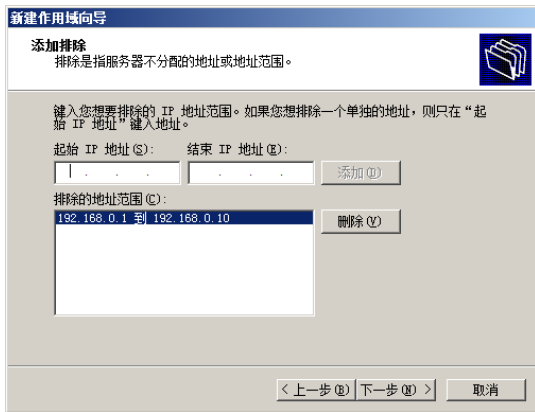 新建作用域向导
添加排除
排除是指服务器不分配的地址或地址范围。
键入您想要排除的 IP 地址范围。如果您想排除一个单独的地址，则只在“起
始 IP 地址”键入地址。
起始 IP 地址(S)： 结束 IP 地址(E)：
添加(D)
排除的地址范围(C)：
192.168.0.1 到 192.168.0.10
删除(V)
< 上一步(B) 下一步(N) > 取消